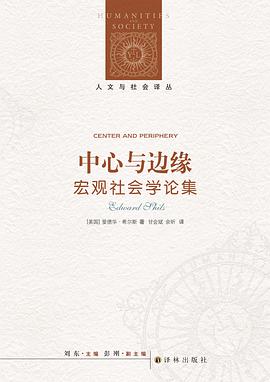 HUMANITIES
AND
SOCIETY
人文与社会译丛
CENTER AND PERIPHERY
中心与边缘
宏观社会学论集
Edward Shils
[美国] 爱德华·希尔斯 著 甘会斌 余昕 译
刘东·主编 彭刚·副主编
译林出版社